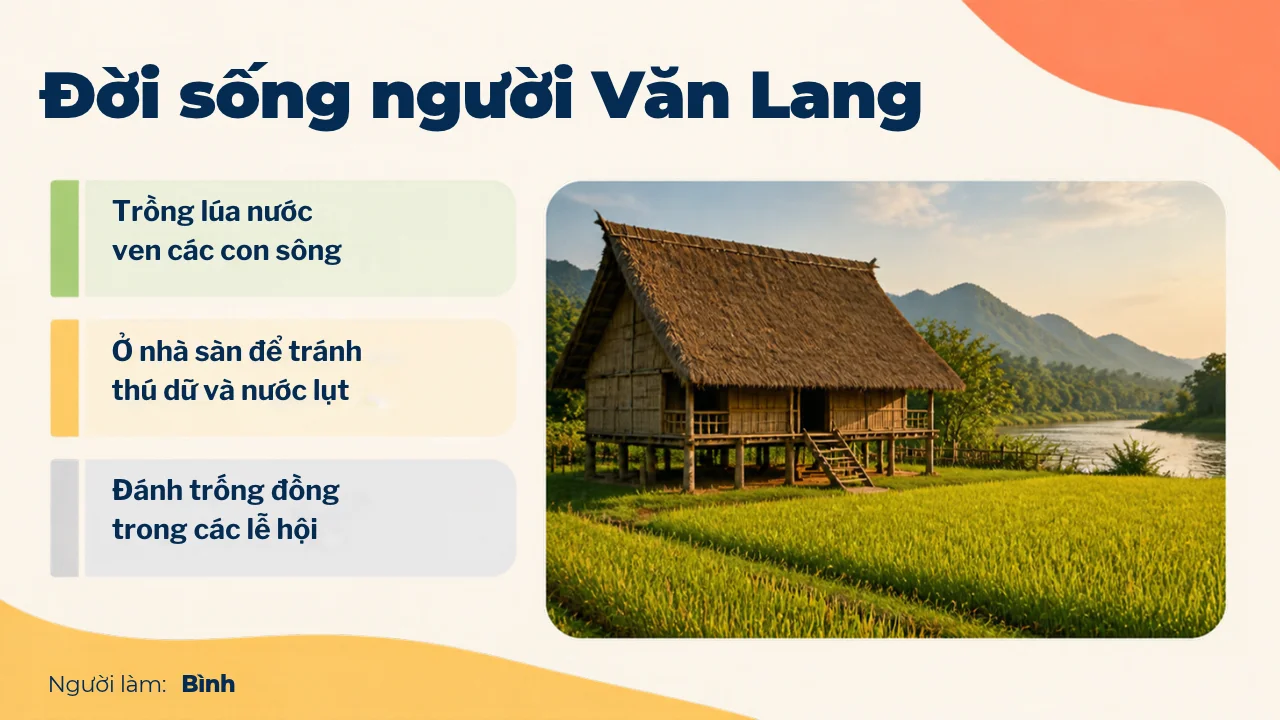 Đời sống người Văn Lang
Trồng lúa nước
ven các con sông
Ở nhà sàn để tránh
thú dữ và nước lụt
Đánh trống đồng
trong các lễ hội
Người làm: Bình